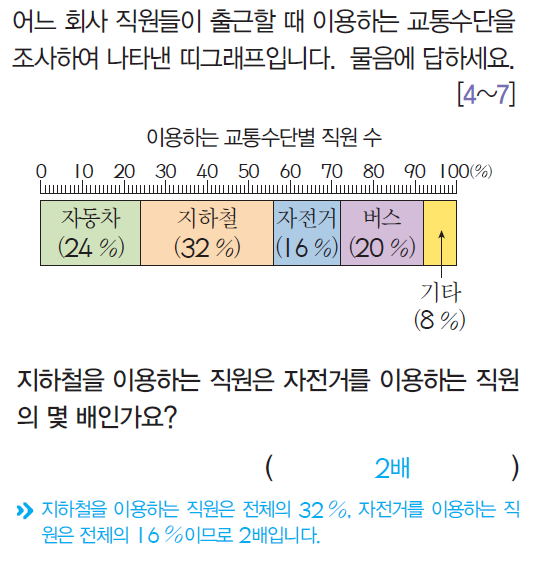 어느 회사 직원들이 출근할 때 이용하는 교통수단을
조사하여 나타낸 띠그래프입니다. 물음에 답하세요.
[4~7]
이용하는 교통수단별 직원 수
0 10 20 30 40 50 60 70 80 90 100(%)
자동차 지하철 자전거 버스
(24 %) (32 %) (16 %) (20 %)
기타
(8 %)
지하철을 이용하는 직원은 자전거를 이용하는 직원
의 몇 배인가요?
( 2배 )
» 지하철을 이용하는 직원은 전체의 32 %, 자전거를 이용하는 직
원은 전체의 16 %이므로 2배입니다.